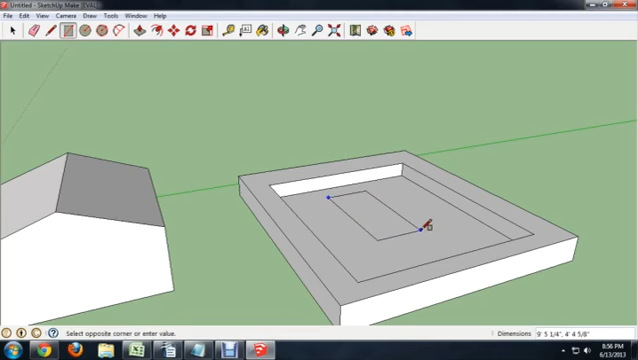 Untitled - SketchUp Make (EVAL)
File Edit View Camera Draw Tools Window Help
Select opposite corner or enter value.
Dimensions 9' 5 1/4", 4' 4 5/8"
8:56 PM
6/13/2013